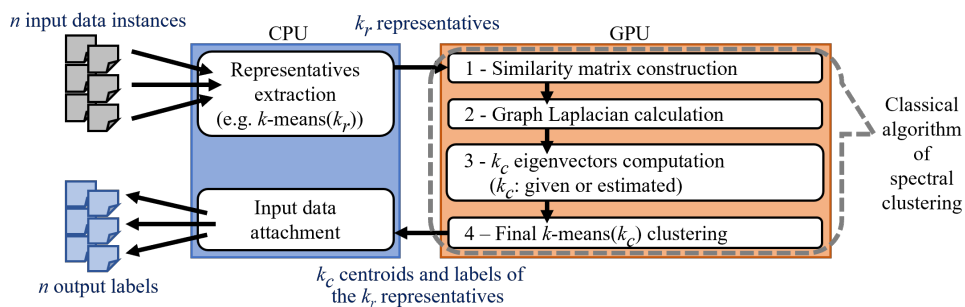 n input data instances
CPU
k_r representatives
GPU
Representatives
extraction
(e.g. k-means(k_r))
1 - Similarity matrix construction
2 - Graph Laplacian calculation
3 - k_c eigenvectors computation
(k_c: given or estimated)
4 – Final k-means(k_c) clustering
Classical
algorithm
of
spectral
clustering
Input data
attachment
n output labels
k_c centroids and labels of
the k_r representatives